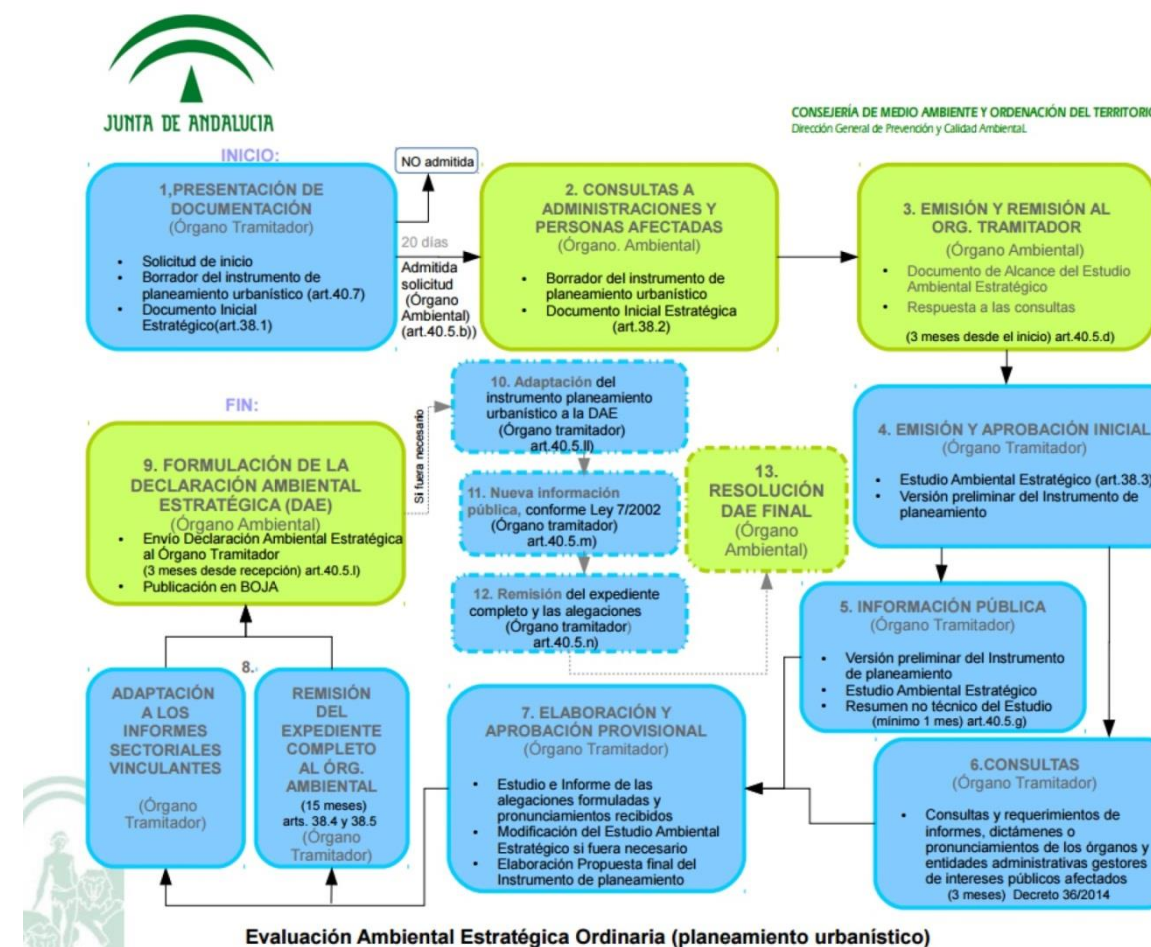 JUNTA DE ANDALUCIA
CONSEJERÍA DE MEDIO AMBIENTE Y ORDENACIÓN DEL TERRITORIO
Dirección General de Prevención y Calidad Ambiental.
INICIO:
1,PRESENTACIÓN DE
DOCUMENTACIÓN
(Órgano Tramitador)
• Solicitud de inicio
• Borrador del instrumento de
planeamiento urbanístico (art.40.7)
• Documento Inicial
Estratégico(art.38.1)
NO admitida
20 días
Admitida
solicitud
(Órgano
Ambiental)
(art.40.5.b))
2. CONSULTAS A
ADMINISTRACIONES Y
PERSONAS AFECTADAS
(Órgano. Ambiental)
• Borrador del instrumento de
planeamiento urbanístico
• Documento Inicial Estratégica
(art.38.2)
3. EMISIÓN Y REMISIÓN AL
ORG. TRAMITADOR
(Órgano Ambiental)
• Documento de Alcance del Estudio
Ambiental Estratégico
• Respuesta a las consultas
(3 meses desde el inicio) art.40.5.d)
4. EMISIÓN Y APROBACIÓN INICIAL
(Órgano Tramitador)
• Estudio Ambiental Estratégico (art.38.3)
• Versión preliminar del Instrumento de
planeamiento
5. INFORMACIÓN PÚBLICA
(Órgano Tramitador)
• Versión preliminar del Instrumento
de planeamiento
• Estudio Ambiental Estratégico
• Resumen no técnico del Estudio
(mínimo 1 mes) art.40.5.g)
6.CONSULTAS
(Órgano Tramitador)
• Consultas y requerimientos de
informes, dictámenes o
pronunciamientos de los órganos y
entidades administrativas gestores
de intereses públicos afectados
(3 meses) Decreto 36/2014
7. ELABORACIÓN Y
APROBACIÓN PROVISIONAL
(Órgano Tramitador)
• Estudio e Informe de las
alegaciones formuladas y
pronunciamientos recibidos
• Modificación del Estudio Ambiental
Estratégico si fuera necesario
• Elaboración Propuesta final del
Instrumento de planeamiento
8.
ADAPTACIÓN
A LOS
INFORMES
SECTORIALES
VINCULANTES
(Órgano
Tramitador)
REMISIÓN
DEL
EXPEDIENTE
COMPLETO
AL ÓRG.
AMBIENTAL
(15 meses)
arts. 38.4 y 38.5
(Órgano
Tramitador)
FIN:
9. FORMULACIÓN DE LA
DECLARACIÓN AMBIENTAL
ESTRATÉGICA (DAE)
(Órgano Ambiental)
• Envío Declaración Ambiental Estratégica
al Órgano Tramitador
(3 meses desde recepción) art.40.5.l)
• Publicación en BOJA
Si fuera necesario
10. Adaptación del
instrumento planeamiento
urbanístico a la DAE
(Órgano tramitador)
art.40.5.ll)
11. Nueva información
pública, conforme Ley 7/2002
(Órgano tramitador)
art.40.5.m)
12. Remisión del expediente
completo y las alegaciones
(Órgano tramitador)
art.40.5.n)
13.
RESOLUCIÓN
DAE FINAL
(Órgano
Ambiental)
Evaluación Ambiental Estratégica Ordinaria (planeamiento urbanístico)